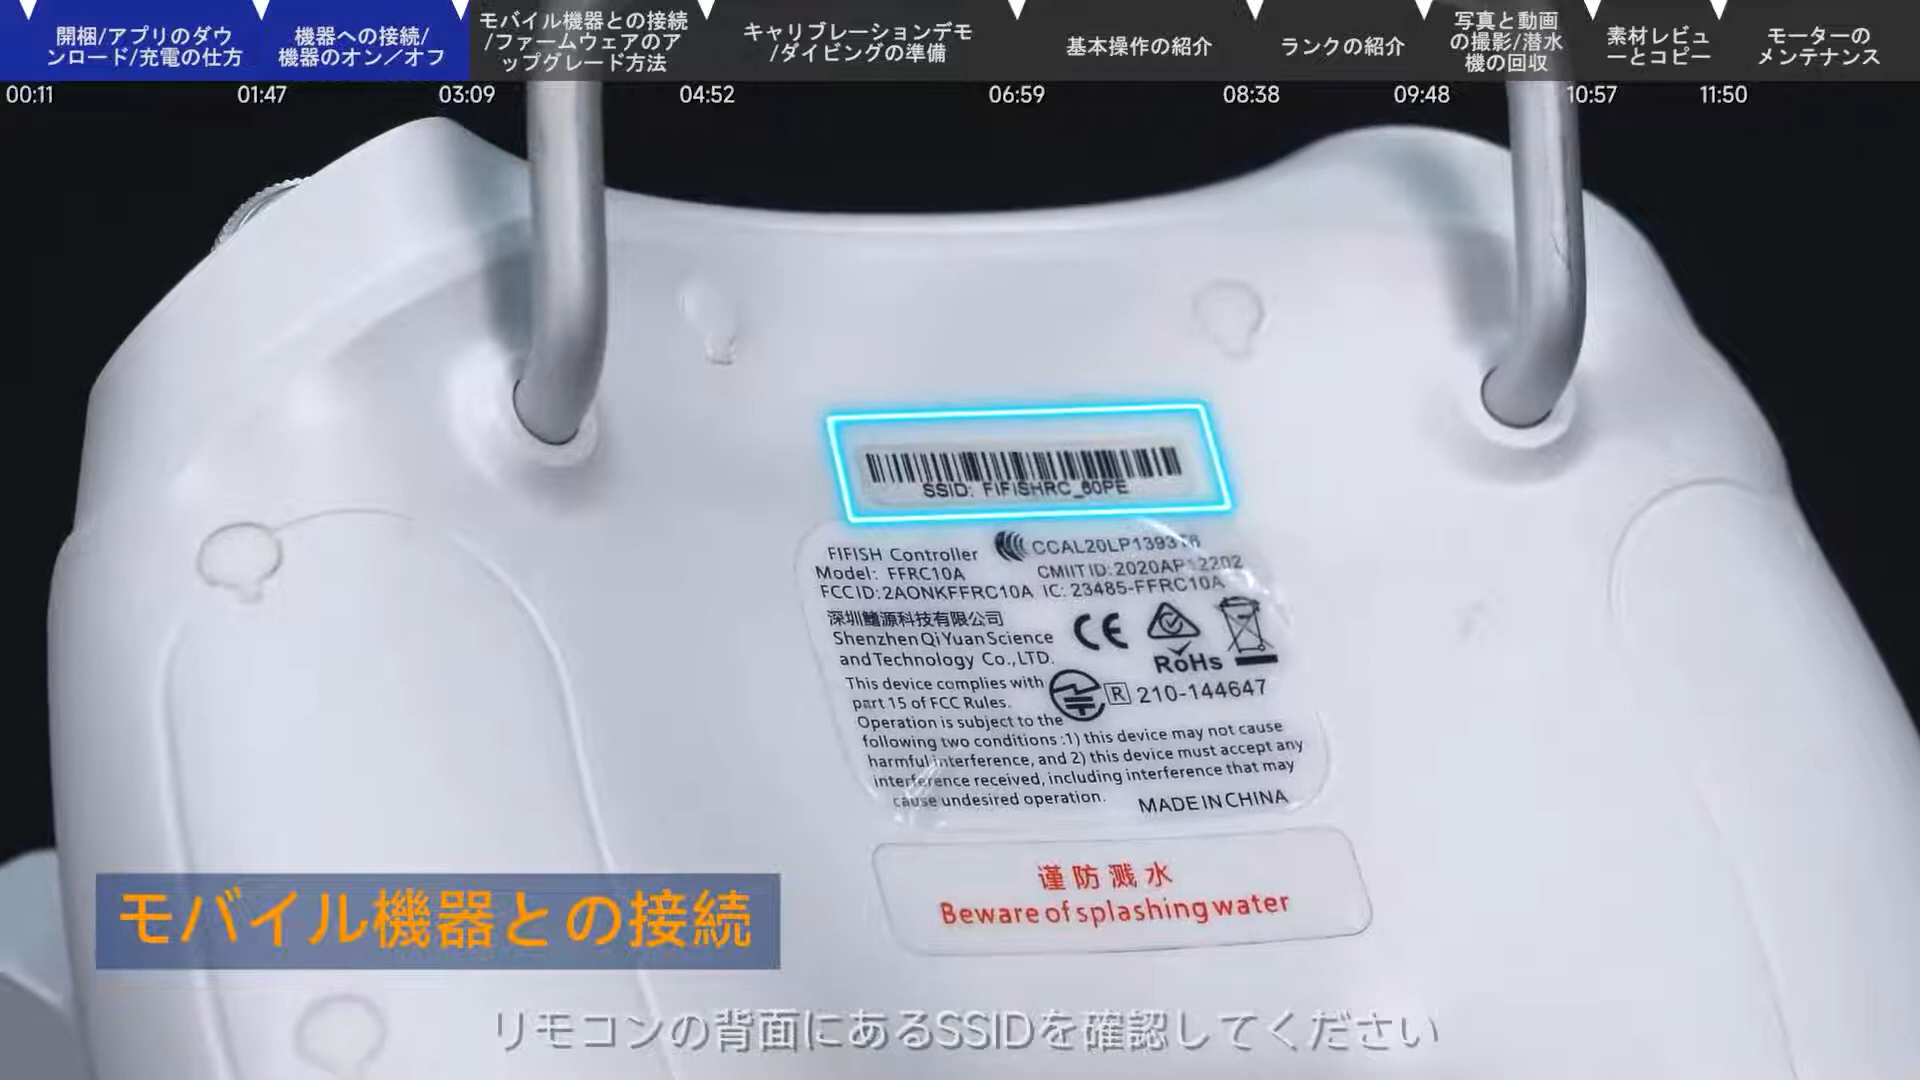 開梱/アプリのダウ
ンロード/充電の仕方
機器への接続/
機器のオン/オフ
モバイル機器との接続
/ファームウェアのア
ップグレード方法
キャリブレーションデモ
/ダイビングの準備
基本操作の紹介
ランクの紹介
写真と動画
の撮影/潜水
機の回収
素材レビュ
ーとコピー
モーターの
メンテナンス
00:11
01:47
03:09
04:52
06:59
08:38
09:48
10:57
11:50
SSID: FIFISHRC_60PE
FIFISH Controller
CCAL20LP1393T6
Model: FFRC10A
CMIIT ID:2020AP12202
FCC ID:2AONKFFRC10A IC: 23485-FFRC10A
深圳鳍源科技有限公司
Shenzhen Qi Yuan Science
and Technology Co.,LTD.
CE
RoHs
This device complies with
part 15 of FCC Rules.
R 210-144647
Operation is subject to the
following two conditions :1) this device may not cause
harmful interference, and 2) this device must accept any
interference received, including interference that may
cause undesired operation.
MADE IN CHINA
谨防溅水
Beware of splashing water
モバイル機器との接続
リモコンの背面にあるSSIDを確認してください